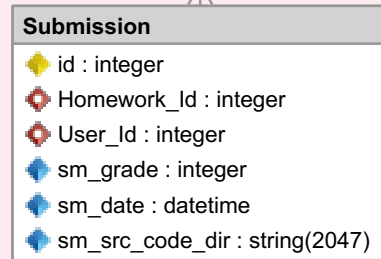 Submission
id : integer
Homework_Id : integer
User_Id : integer
sm_grade : integer
sm_date : datetime
sm_src_code_dir : string(2047)